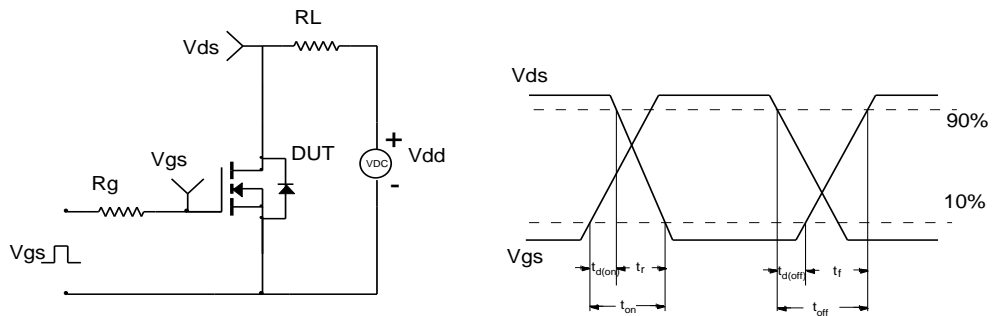 RL
Vds
Vds
90%
DUT
Vgs
+
VDC
Vdd
Rg
-
10%
Vgs
Vgs
td(on)
tr
td(off)
tf
ton
toff